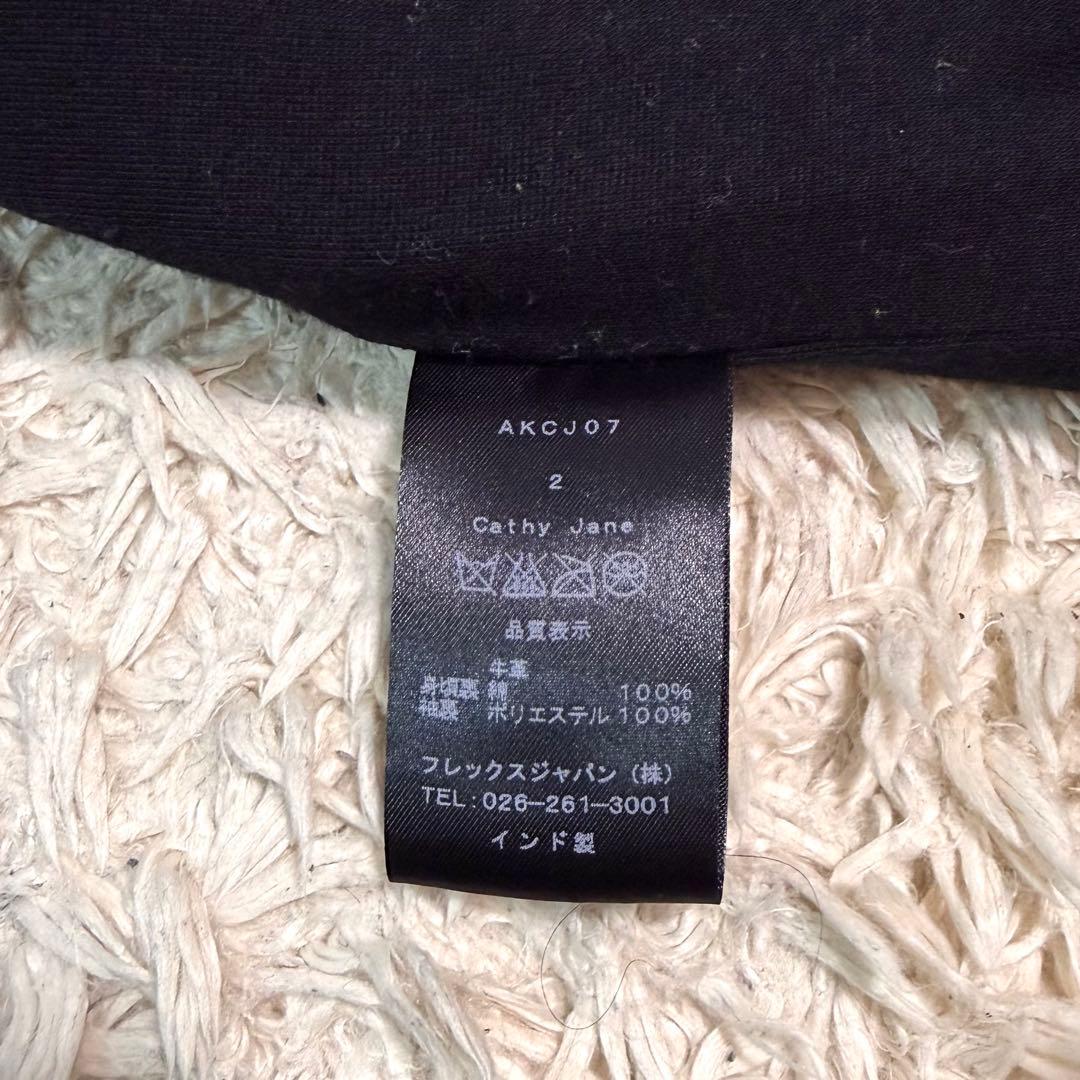 AKCJ07
2
Cathy Jane
品質表示
牛革
身頃裏 綿 100%
袖裏 ポリエステル 100%
フレックスジャパン(株)
TEL:026-261-3001
インド製